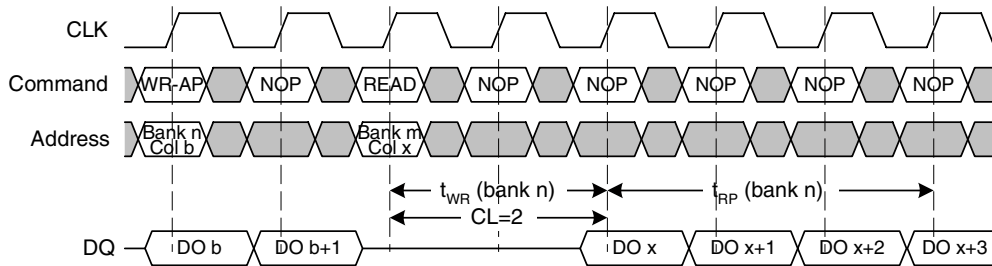 CLK
Command WR-AP NOP READ NOP NOP NOP NOP NOP
Address Bank n Col b Bank m Col x
tWR (bank n) tRP (bank n)
CL=2
DQ DO b DO b+1 DO x DO x+1 DO x+2 DO x+3